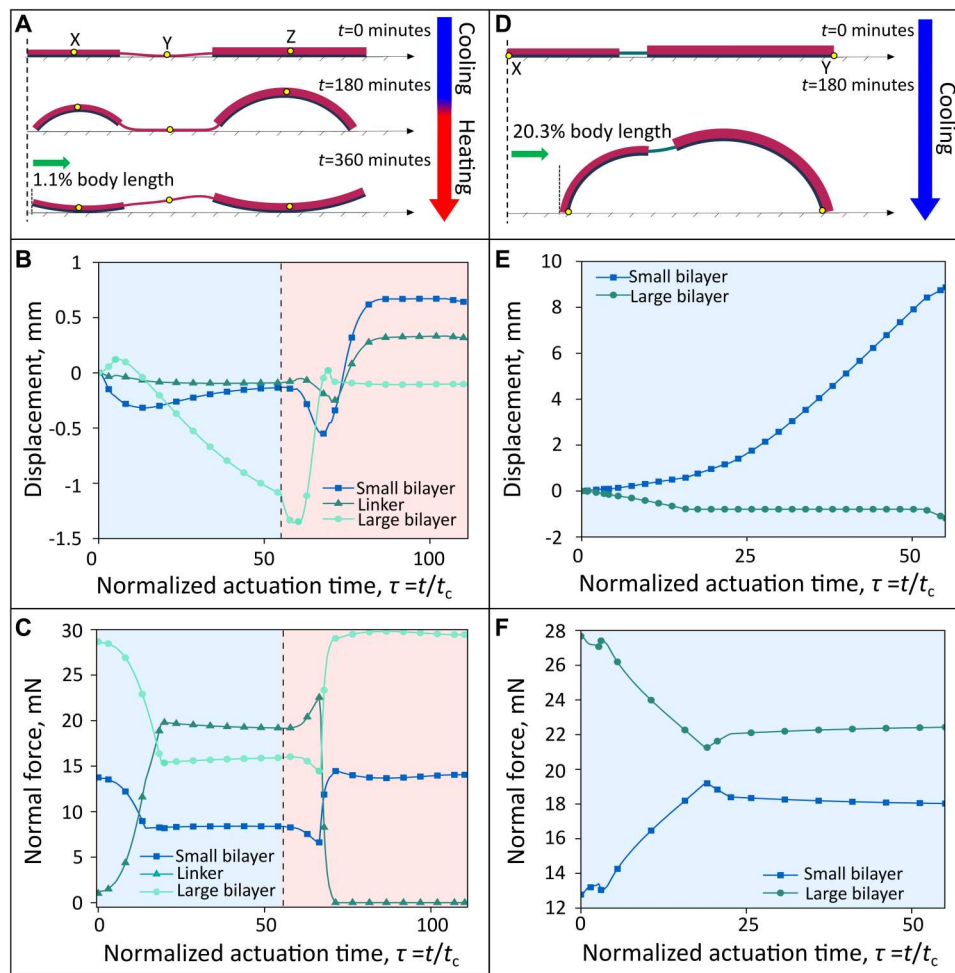 A
t=0 minutes
X
Y
Z
t=180 minutes
t=360 minutes
1.1% body length
Cooling
Heating
D
t=0 minutes
X
Y
t=180 minutes
20.3% body length
Cooling
B
Displacement, mm
1
0.5
0
-0.5
-1
-1.5
Small bilayer
Linker
Large bilayer
0
50
100
Normalized actuation time, τ =t/tc
E
Displacement, mm
10
8
6
4
2
0
-2
Small bilayer
Large bilayer
0
25
50
Normalized actuation time, τ =t/tc
C
Normal force, mN
30
25
20
15
10
5
0
Small bilayer
Linker
Large bilayer
0
50
100
Normalized actuation time, τ =t/tc
F
Normal force, mN
28
26
24
22
20
18
16
14
12
Small bilayer
Large bilayer
0
25
50
Normalized actuation time, τ =t/tc